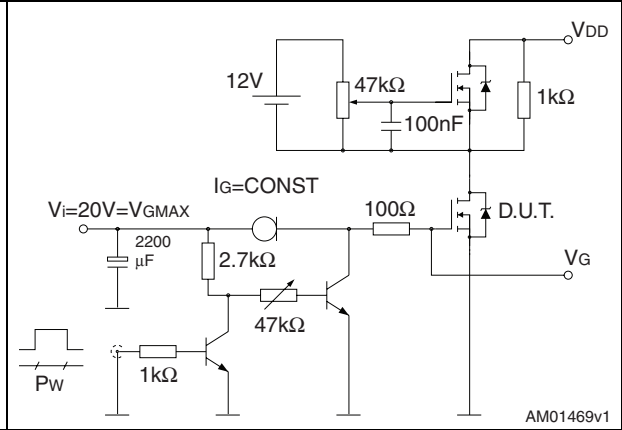 VDD
12V
47kΩ
1kΩ
100nF
IG=CONST
Vi=20V=VGMAX
100Ω
D.U.T.
2200
μF
2.7kΩ
VG
47kΩ
1kΩ
PW
AM01469v1